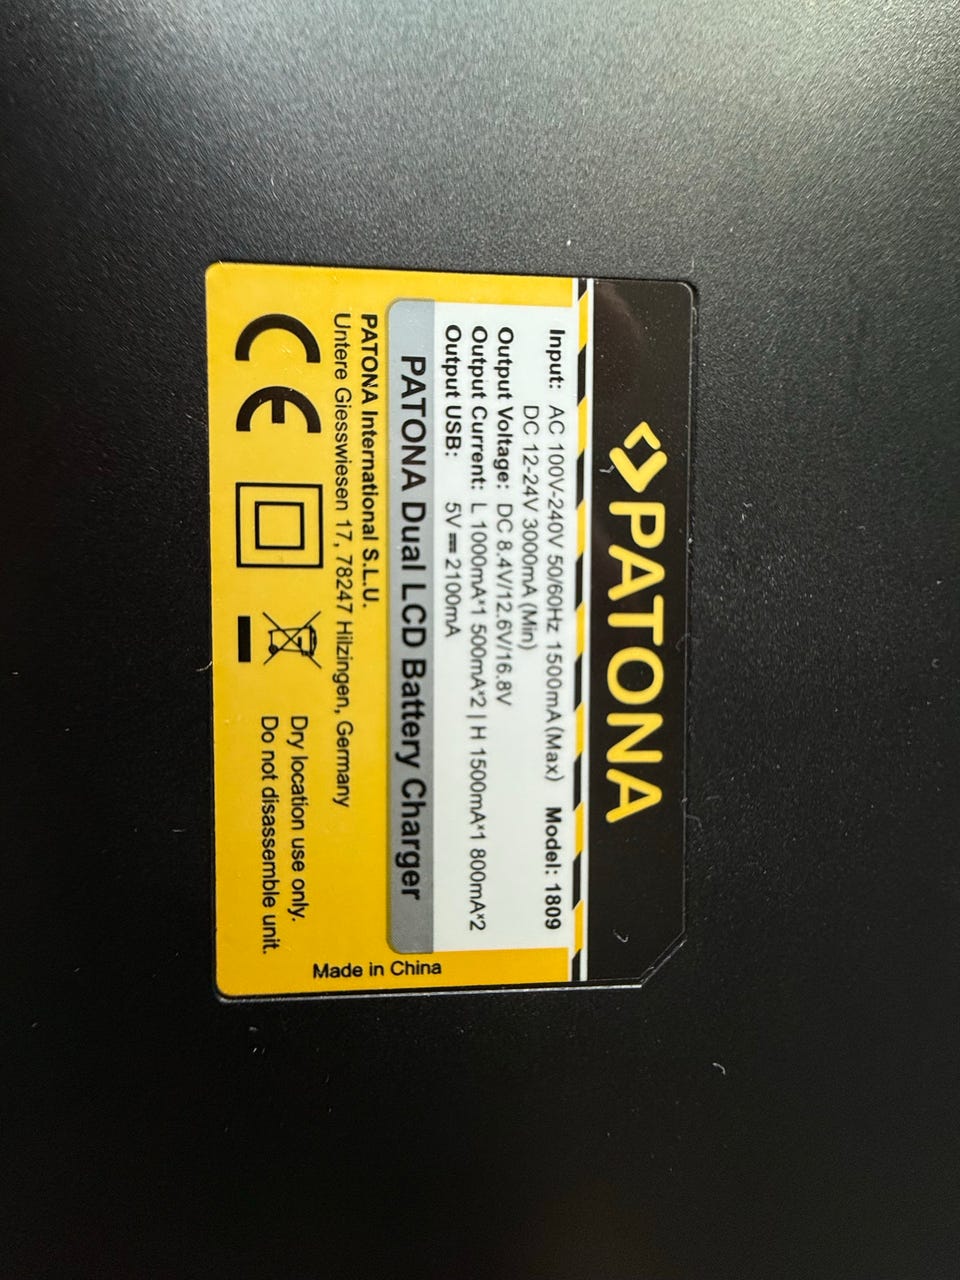 PATONA
Input: AC 100V-240V 50/60Hz 1500mA (Max) Model: 1809
DC 12-24V 3000mA (Min)
Output Voltage: DC 8.4V/12.6V/16.8V
Output Current: L 1000mA*1 500mA*2 | H 1500mA*1 800mA*2
Output USB: 5V⎓2100mA
PATONA Dual LCD Battery Charger
PATONA International S.L.U.
Untere Giesswiesen 17, 78247 Hilzingen, Germany
CE
Dry location use only.
Do not disassemble unit.
Made in China